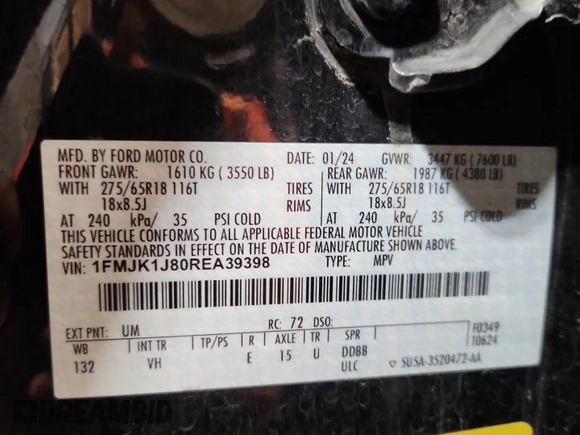 MFD. BY FORD MOTOR CO. DATE: 01/24 GVWR: 3447 KG (7600 LB)
FRONT GAWR: 1610 KG (3550 LB) REAR GAWR: 1987 KG (4380 LB)
WITH 275/65R18 116T TIRES WITH 275/65R18 116T TIRES
18x8.5J RIMS 18x8.5J RIMS
AT 240 kPa/ 35 PSI COLD AT 240 kPa/ 35 PSI COLD
THIS VEHICLE CONFORMS TO ALL APPLICABLE FEDERAL MOTOR VEHICLE
SAFETY STANDARDS IN EFFECT ON THE DATE OF MANUFACTURE SHOWN ABOVE.
VIN: 1FMJK1J80REA39398 TYPE: MPV
EXT PNT: UM RC: 72 DSO: F0349
WB INT TR TP/PS R AXLE TR SPR T0624
132 VH E 15 U DDBB
ULC ▽ SU5A-3520472-AA
DREAMBID